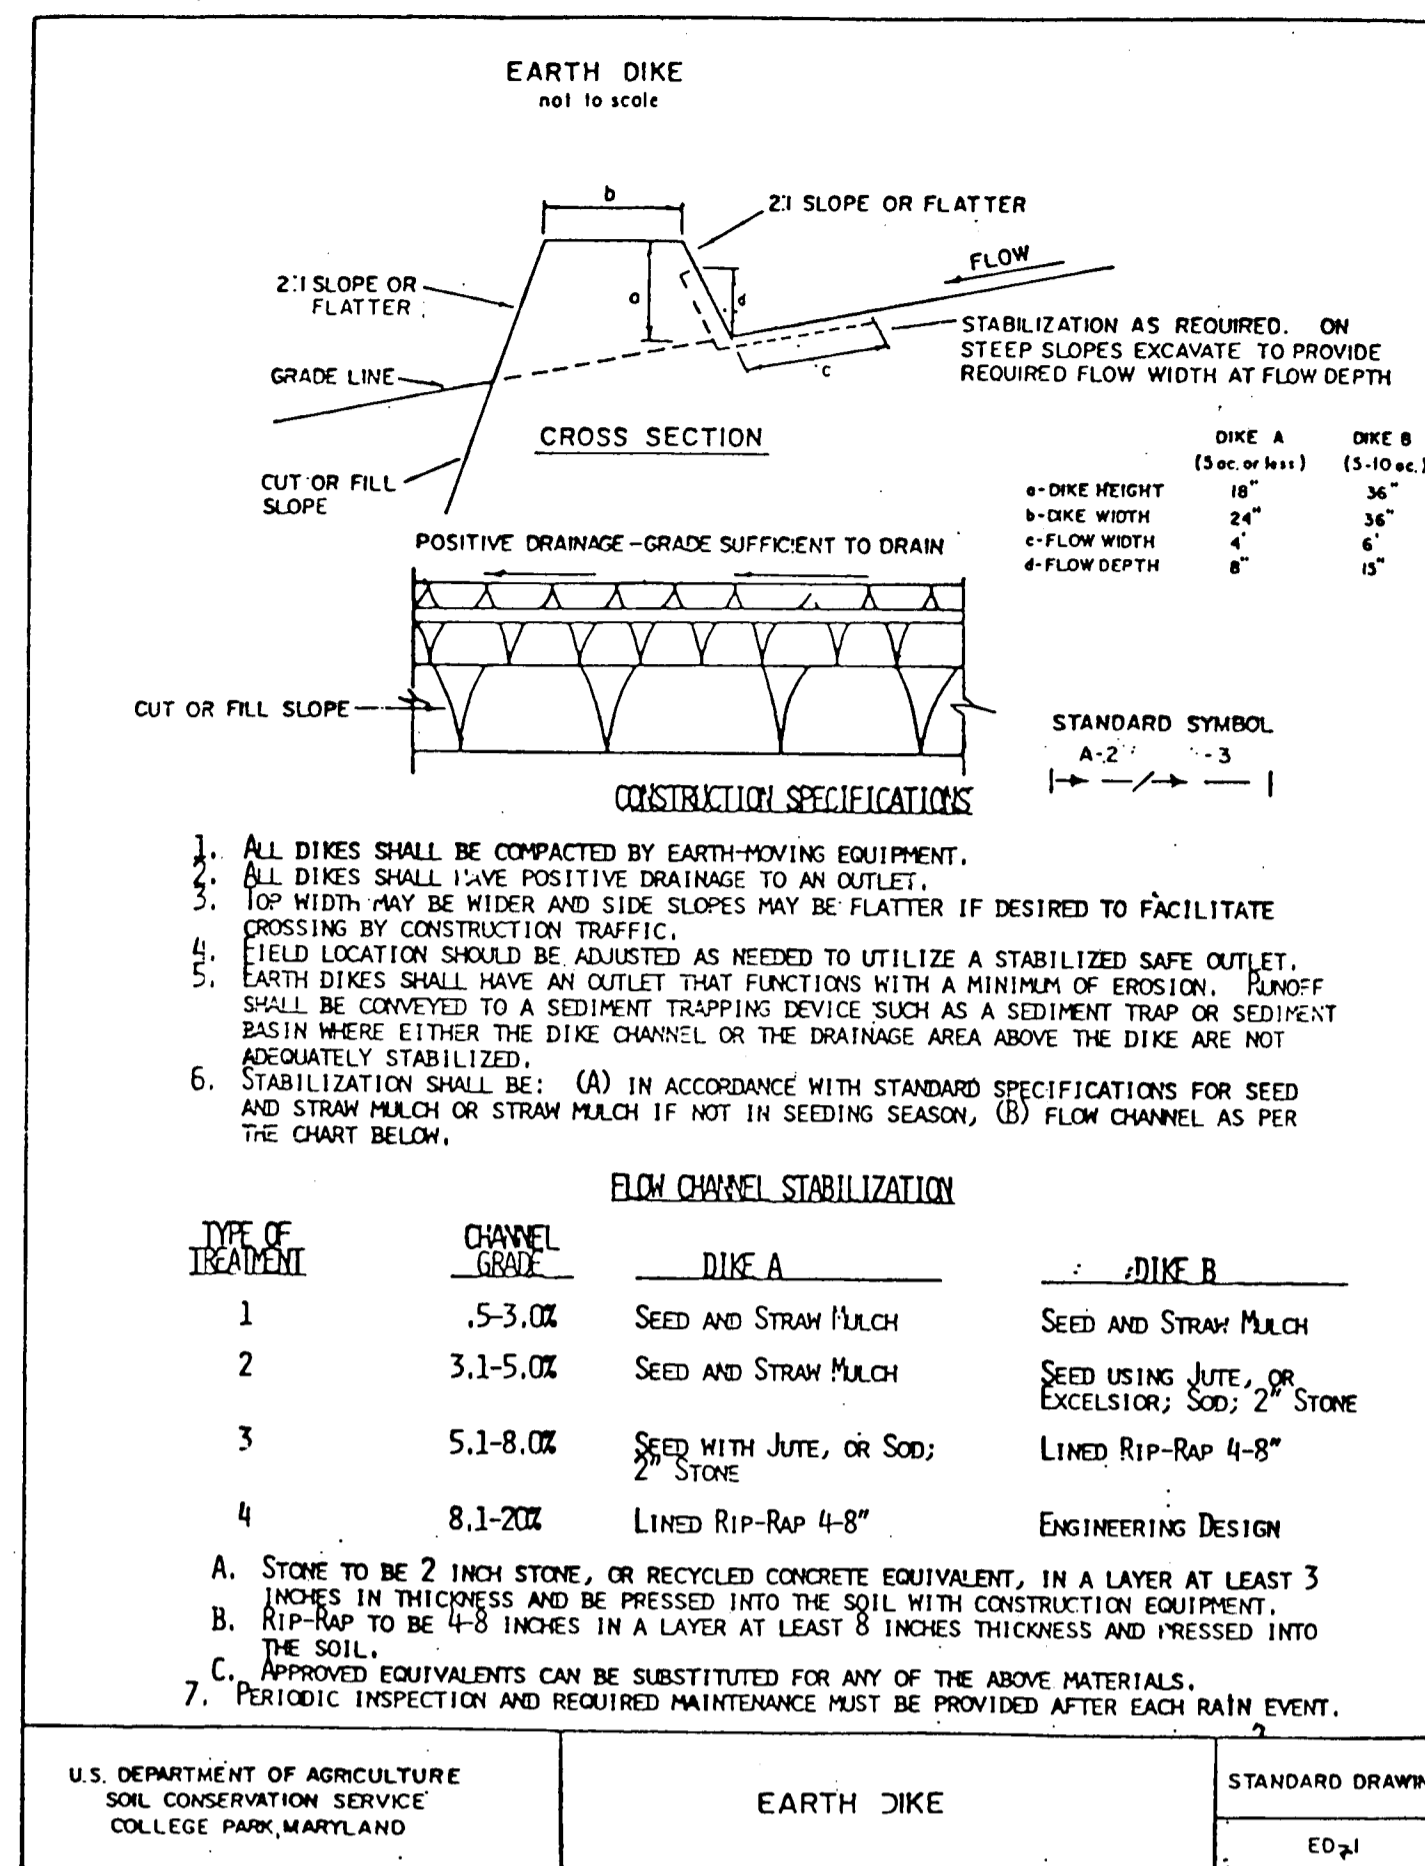 EARTH DIKE
not to scale
b
2:1 SLOPE OR FLATTER
FLOW
2:1 SLOPE OR
FLATTER
a
d
STABILIZATION AS REQUIRED. ON
STEEP SLOPES EXCAVATE TO PROVIDE
REQUIRED FLOW WIDTH AT FLOW DEPTH
GRADE LINE
c
CROSS SECTION
CUT OR FILL
SLOPE
DIKE A DIKE B
(5 ac. or less) (5-10 ac.)
a-DIKE HEIGHT 18" 36"
b-DIKE WIDTH 24" 36"
c-FLOW WIDTH 4' 6'
d-FLOW DEPTH 8" 15"
POSITIVE DRAINAGE-GRADE SUFFICIENT TO DRAIN
CUT OR FILL SLOPE
STANDARD SYMBOL
A-2 -3
CONSTRUCTION SPECIFICATIONS
1. ALL DIKES SHALL BE COMPACTED BY EARTH-MOVING EQUIPMENT.
2. ALL DIKES SHALL HAVE POSITIVE DRAINAGE TO AN OUTLET.
3. TOP WIDTH MAY BE WIDER AND SIDE SLOPES MAY BE FLATTER IF DESIRED TO FACILITATE
CROSSING BY CONSTRUCTION TRAFFIC.
4. FIELD LOCATION SHOULD BE ADJUSTED AS NEEDED TO UTILIZE A STABILIZED SAFE OUTLET.
5. EARTH DIKES SHALL HAVE AN OUTLET THAT FUNCTIONS WITH A MINIMUM OF EROSION. RUNOFF
SHALL BE CONVEYED TO A SEDIMENT TRAPPING DEVICE SUCH AS A SEDIMENT TRAP OR SEDIMENT
BASIN WHERE EITHER THE DIKE CHANNEL OR THE DRAINAGE AREA ABOVE THE DIKE ARE NOT
ADEQUATELY STABILIZED.
6. STABILIZATION SHALL BE: (A) IN ACCORDANCE WITH STANDARD SPECIFICATIONS FOR SEED
AND STRAW MULCH OR STRAW MULCH IF NOT IN SEEDING SEASON, (B) FLOW CHANNEL AS PER
THE CHART BELOW.
FLOW CHANNEL STABILIZATION
TYPE OF CHANNEL
TREATMENT GRADE DIKE A DIKE B
1 .5-3.0% SEED AND STRAW MULCH SEED AND STRAW MULCH
2 3.1-5.0% SEED AND STRAW MULCH SEED USING JUTE, OR
EXCELSIOR; SOD; 2" STONE
3 5.1-8.0% SEED WITH JUTE, OR SOD; LINED RIP-RAP 4-8"
2" STONE
4 8.1-20% LINED RIP-RAP 4-8" ENGINEERING DESIGN
A. STONE TO BE 2 INCH STONE, OR RECYCLED CONCRETE EQUIVALENT, IN A LAYER AT LEAST 3
INCHES IN THICKNESS AND BE PRESSED INTO THE SOIL WITH CONSTRUCTION EQUIPMENT.
B. RIP-RAP TO BE 4-8 INCHES IN A LAYER AT LEAST 8 INCHES THICKNESS AND PRESSED INTO
THE SOIL.
C. APPROVED EQUIVALENTS CAN BE SUBSTITUTED FOR ANY OF THE ABOVE MATERIALS.
7. PERIODIC INSPECTION AND REQUIRED MAINTENANCE MUST BE PROVIDED AFTER EACH RAIN EVENT.
U.S. DEPARTMENT OF AGRICULTURE
SOIL CONSERVATION SERVICE
COLLEGE PARK, MARYLAND
EARTH DIKE
STANDARD DRAWIN
ED-1